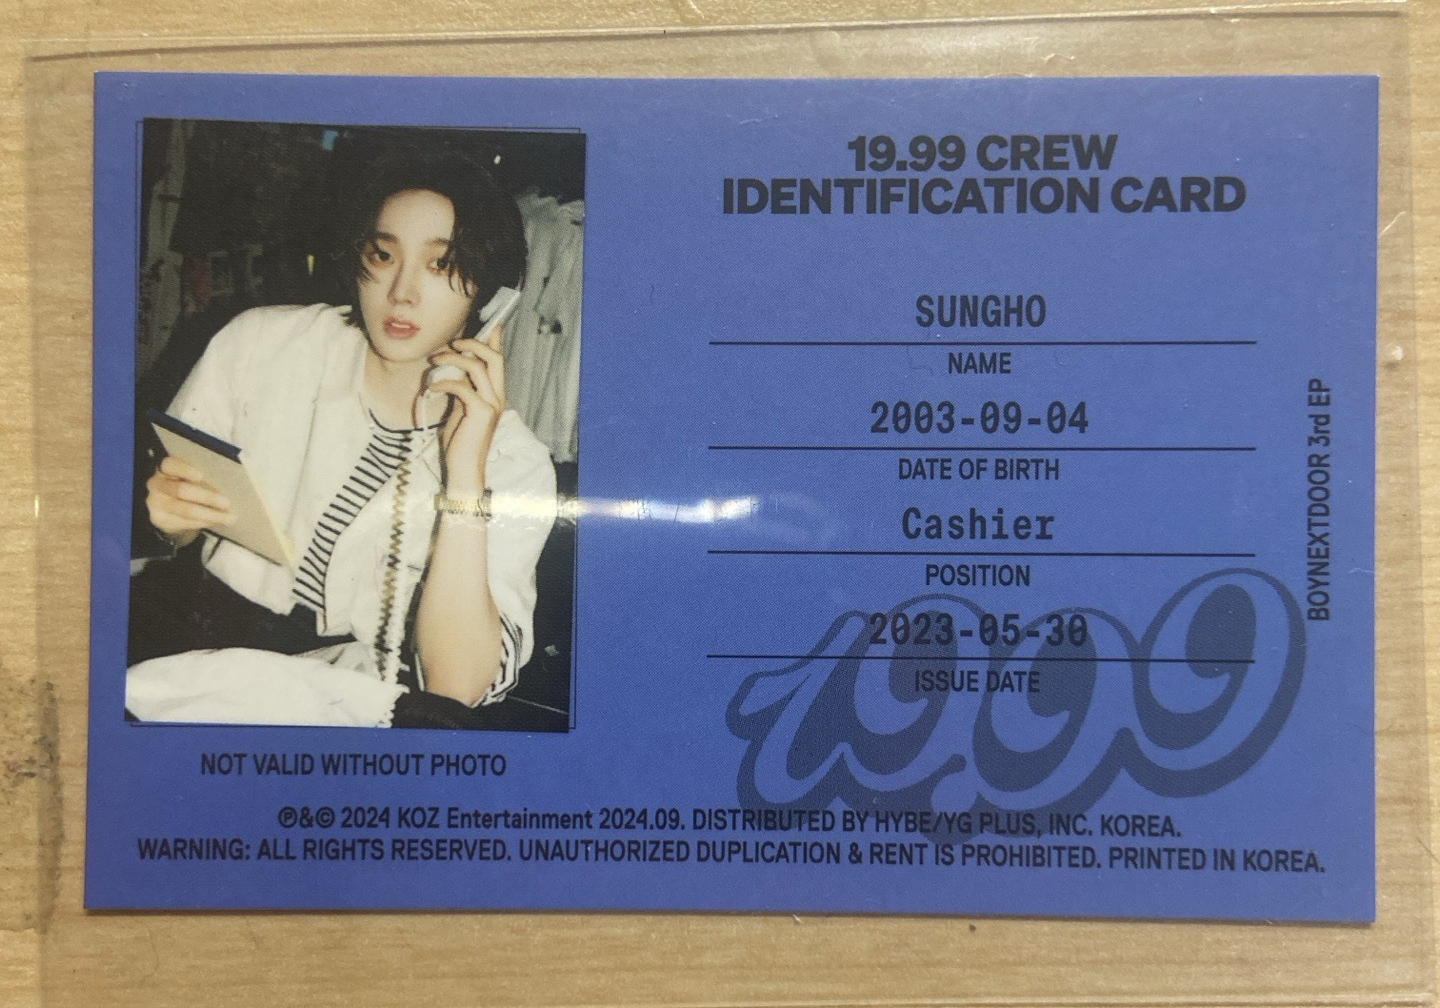 19.99 CREW
IDENTIFICATION CARD
SUNGHO
NAME
2003-09-04
DATE OF BIRTH
Cashier
POSITION
2023-05-30
ISSUE DATE
19.99
BOYNEXTDOOR 3rd EP
NOT VALID WITHOUT PHOTO
℗&© 2024 KOZ Entertainment 2024.09. DISTRIBUTED BY HYBE/YG PLUS, INC. KOREA.
WARNING: ALL RIGHTS RESERVED. UNAUTHORIZED DUPLICATION & RENT IS PROHIBITED. PRINTED IN KOREA.